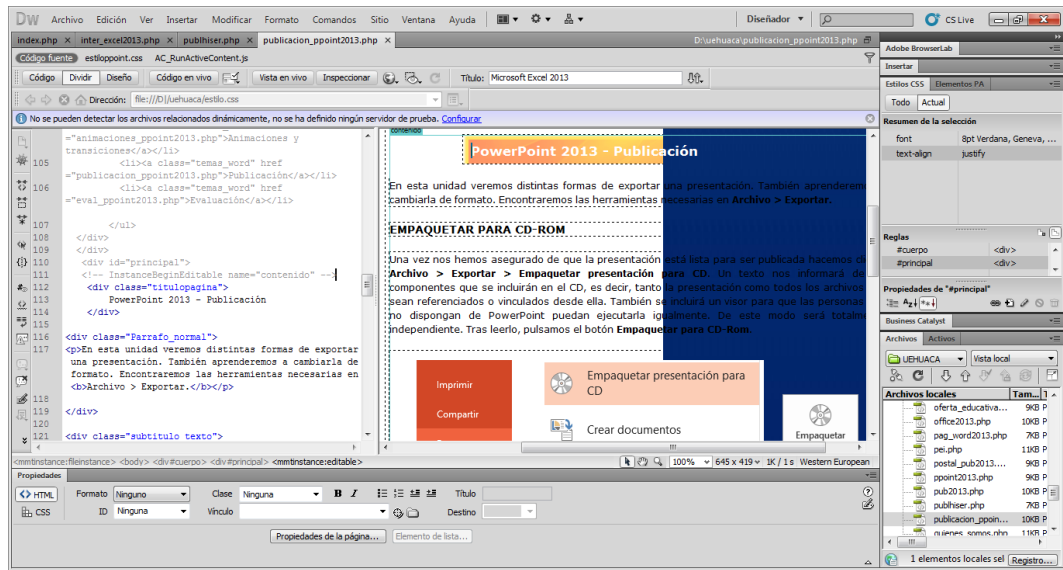 DW Archivo Edición Ver Insertar Modificar Formato Comandos Sitio Ventana Ayuda Diseñador CS Live
index.php × inter_excel2013.php × publhiser.php × publicacion_ppoint2013.php × D:\uehuaca\publicacion_ppoint2013.php
Código fuente estiloppoint.css AC_RunActiveContent.js
Código Dividir Diseño Código en vivo Vista en vivo Inspeccionar Título: Microsoft Excel 2013
Dirección: file:///D|/uehuaca/estilo.css
No se pueden detectar los archivos relacionados dinámicamente, no se ha definido ningún servidor de prueba. Configurar
="animaciones_ppoint2013.php">Animaciones y
transiciones</a></li>
105 <li><a class="temas_word" href
="publicacion_ppoint2013.php">Publicación</a></li>
106 <li><a class="temas_word" href
="eval_ppoint2013.php">Evaluación</a></li>
107 </ul>
108 </div>
109 </div>
110 <div id="principal">
111 <!-- InstanceBeginEditable name="contenido" -->
112 <div class="titulopagina">
113 PowerPoint 2013 - Publicación
114 </div>
115
116 <div class="Parrafo_normal">
117 <p>En esta unidad veremos distintas formas de exportar
una presentación. También aprenderemos a cambiarla de
formato. Encontraremos las herramientas necesarias en
<b>Archivo > Exportar.</b></p>
118
119 </div>
120
121 <div class="subtitulo_texto">
contenido
PowerPoint 2013 - Publicación
En esta unidad veremos distintas formas de exportar una presentación. También aprenderem
cambiarla de formato. Encontraremos las herramientas necesarias en Archivo > Exportar.
EMPAQUETAR PARA CD-ROM
Una vez nos hemos asegurado de que la presentación está lista para ser publicada hacemos cli
Archivo > Exportar > Empaquetar presentación para CD. Un texto nos informará de
componentes que se incluirán en el CD, es decir, tanto la presentación como todos los archivos
sean referenciados o vinculados desde ella. También se incluirá un visor para que las personas
no dispongan de PowerPoint puedan ejecutarla igualmente. De este modo será totalme
independiente. Tras leerlo, pulsamos el botón Empaquetar para CD-Rom.
Imprimir
Compartir
Empaquetar presentación para
CD
Crear documentos
Empaquetar
<mmtinstance:fileinstance> <body> <div#cuerpo> <div#principal> <mmtinstance:editable>
100% 645 x 419 1K / 1 s Western European
Propiedades
HTML Formato Ninguno Clase Ninguna B I Título
CSS ID Ninguna Vínculo Destino
Propiedades de la página... Elemento de lista...
Adobe BrowserLab
Insertar
Estilos CSS Elementos PA
Todo Actual
Resumen de la selección
font 8pt Verdana, Geneva, ...
text-align justify
Reglas
#cuerpo <div>
#principal <div>
Propiedades de "#principal"
Business Catalyst
Archivos Activos
UEHUACA Vista local
Archivos locales Tam...
oferta_educativa... 9KB P
office2013.php 10KB P
pag_word2013.php 7KB P
pei.php 11KB P
postal_pub2013.... 9KB P
ppoint2013.php 9KB P
pub2013.php 10KB P
publhiser.php 7KB P
publicacion_ppoin... 10KB P
quienes_somos.php 11KB P
1 elementos locales sel Registro...